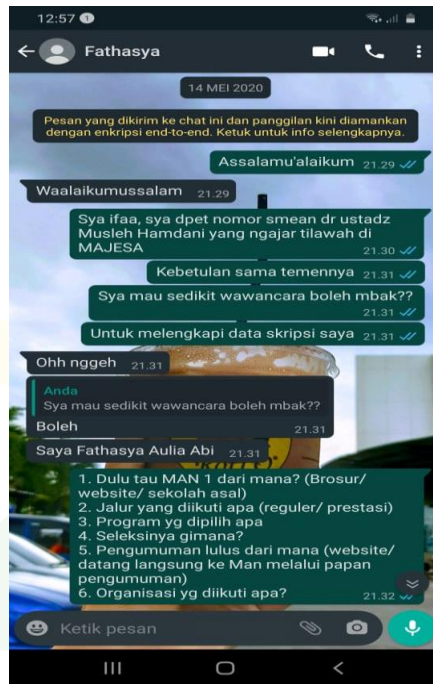 12:57 1
Fathasya
14 MEI 2020
Pesan yang dikirim ke chat ini dan panggilan kini diamankan
dengan enkripsi end-to-end. Ketuk untuk info selengkapnya.
Assalamu'alaikum 21.29
Waalaikumussalam 21.29
Sya ifaa, sya dpet nomor smean dr ustadz
Musleh Hamdani yang ngajar tilawah di
MAJESA 21.30
Kebetulan sama temennya 21.31
Sya mau sedikit wawancara boleh mbak??
21.31
Untuk melengkapi data skripsi saya 21.31
Ohh nggeh 21.31
Anda
Sya mau sedikit wawancara boleh mbak??
Boleh 21.31
Saya Fathasya Aulia Abi 21.31
1. Dulu tau MAN 1 dari mana? (Brosur/
website/ sekolah asal)
2. Jalur yang diikuti apa (reguler/ prestasi)
3. Program yg dipilih apa
4. Seleksinya gimana?
5. Pengumuman lulus dari mana (website/
datang langsung ke Man melalui papan
pengumuman)
6. Organisasi yg diikuti apa? 21.32
Ketik pesan